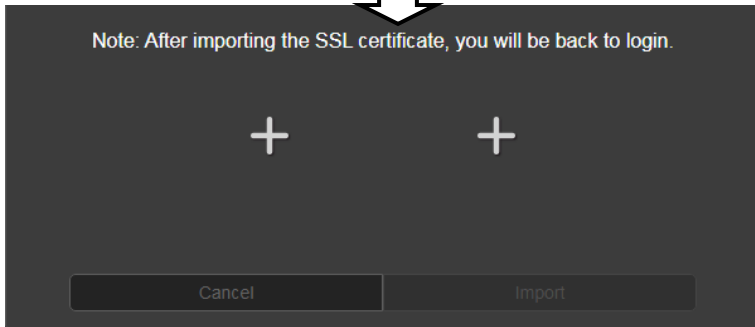 Note: After importing the SSL certificate, you will be back to login.
Cancel
Import